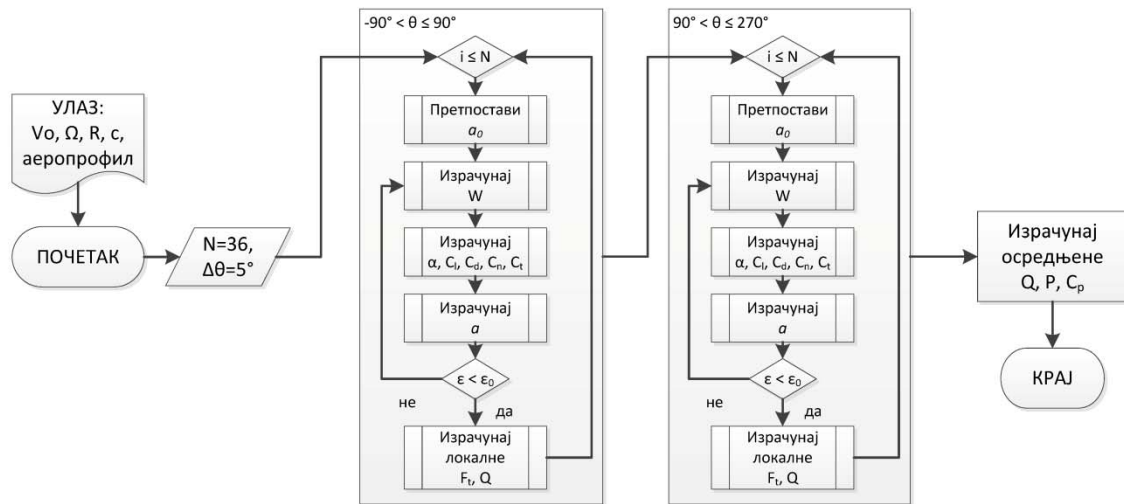 УЛАЗ:
Vo, Ω, R, c,
аеропрофил
ПОЧЕТАК
N=36,
Δθ=5°
-90° < θ ≤ 90°
i ≤ N
Претпостави
a₀
Израчунај
W
Израчунај
α, Cₗ, C_d, Cₙ, Cₜ
Израчунај
a
ε < ε₀
не
да
Израчунај
локалне
Fₜ, Q
90° < θ ≤ 270°
i ≤ N
Претпостави
a₀
Израчунај
W
Израчунај
α, Cₗ, C_d, Cₙ, Cₜ
Израчунај
a
ε < ε₀
не
да
Израчунај
локалне
Fₜ, Q
Израчунај
осредњене
Q, P, Cₚ
КРАЈ